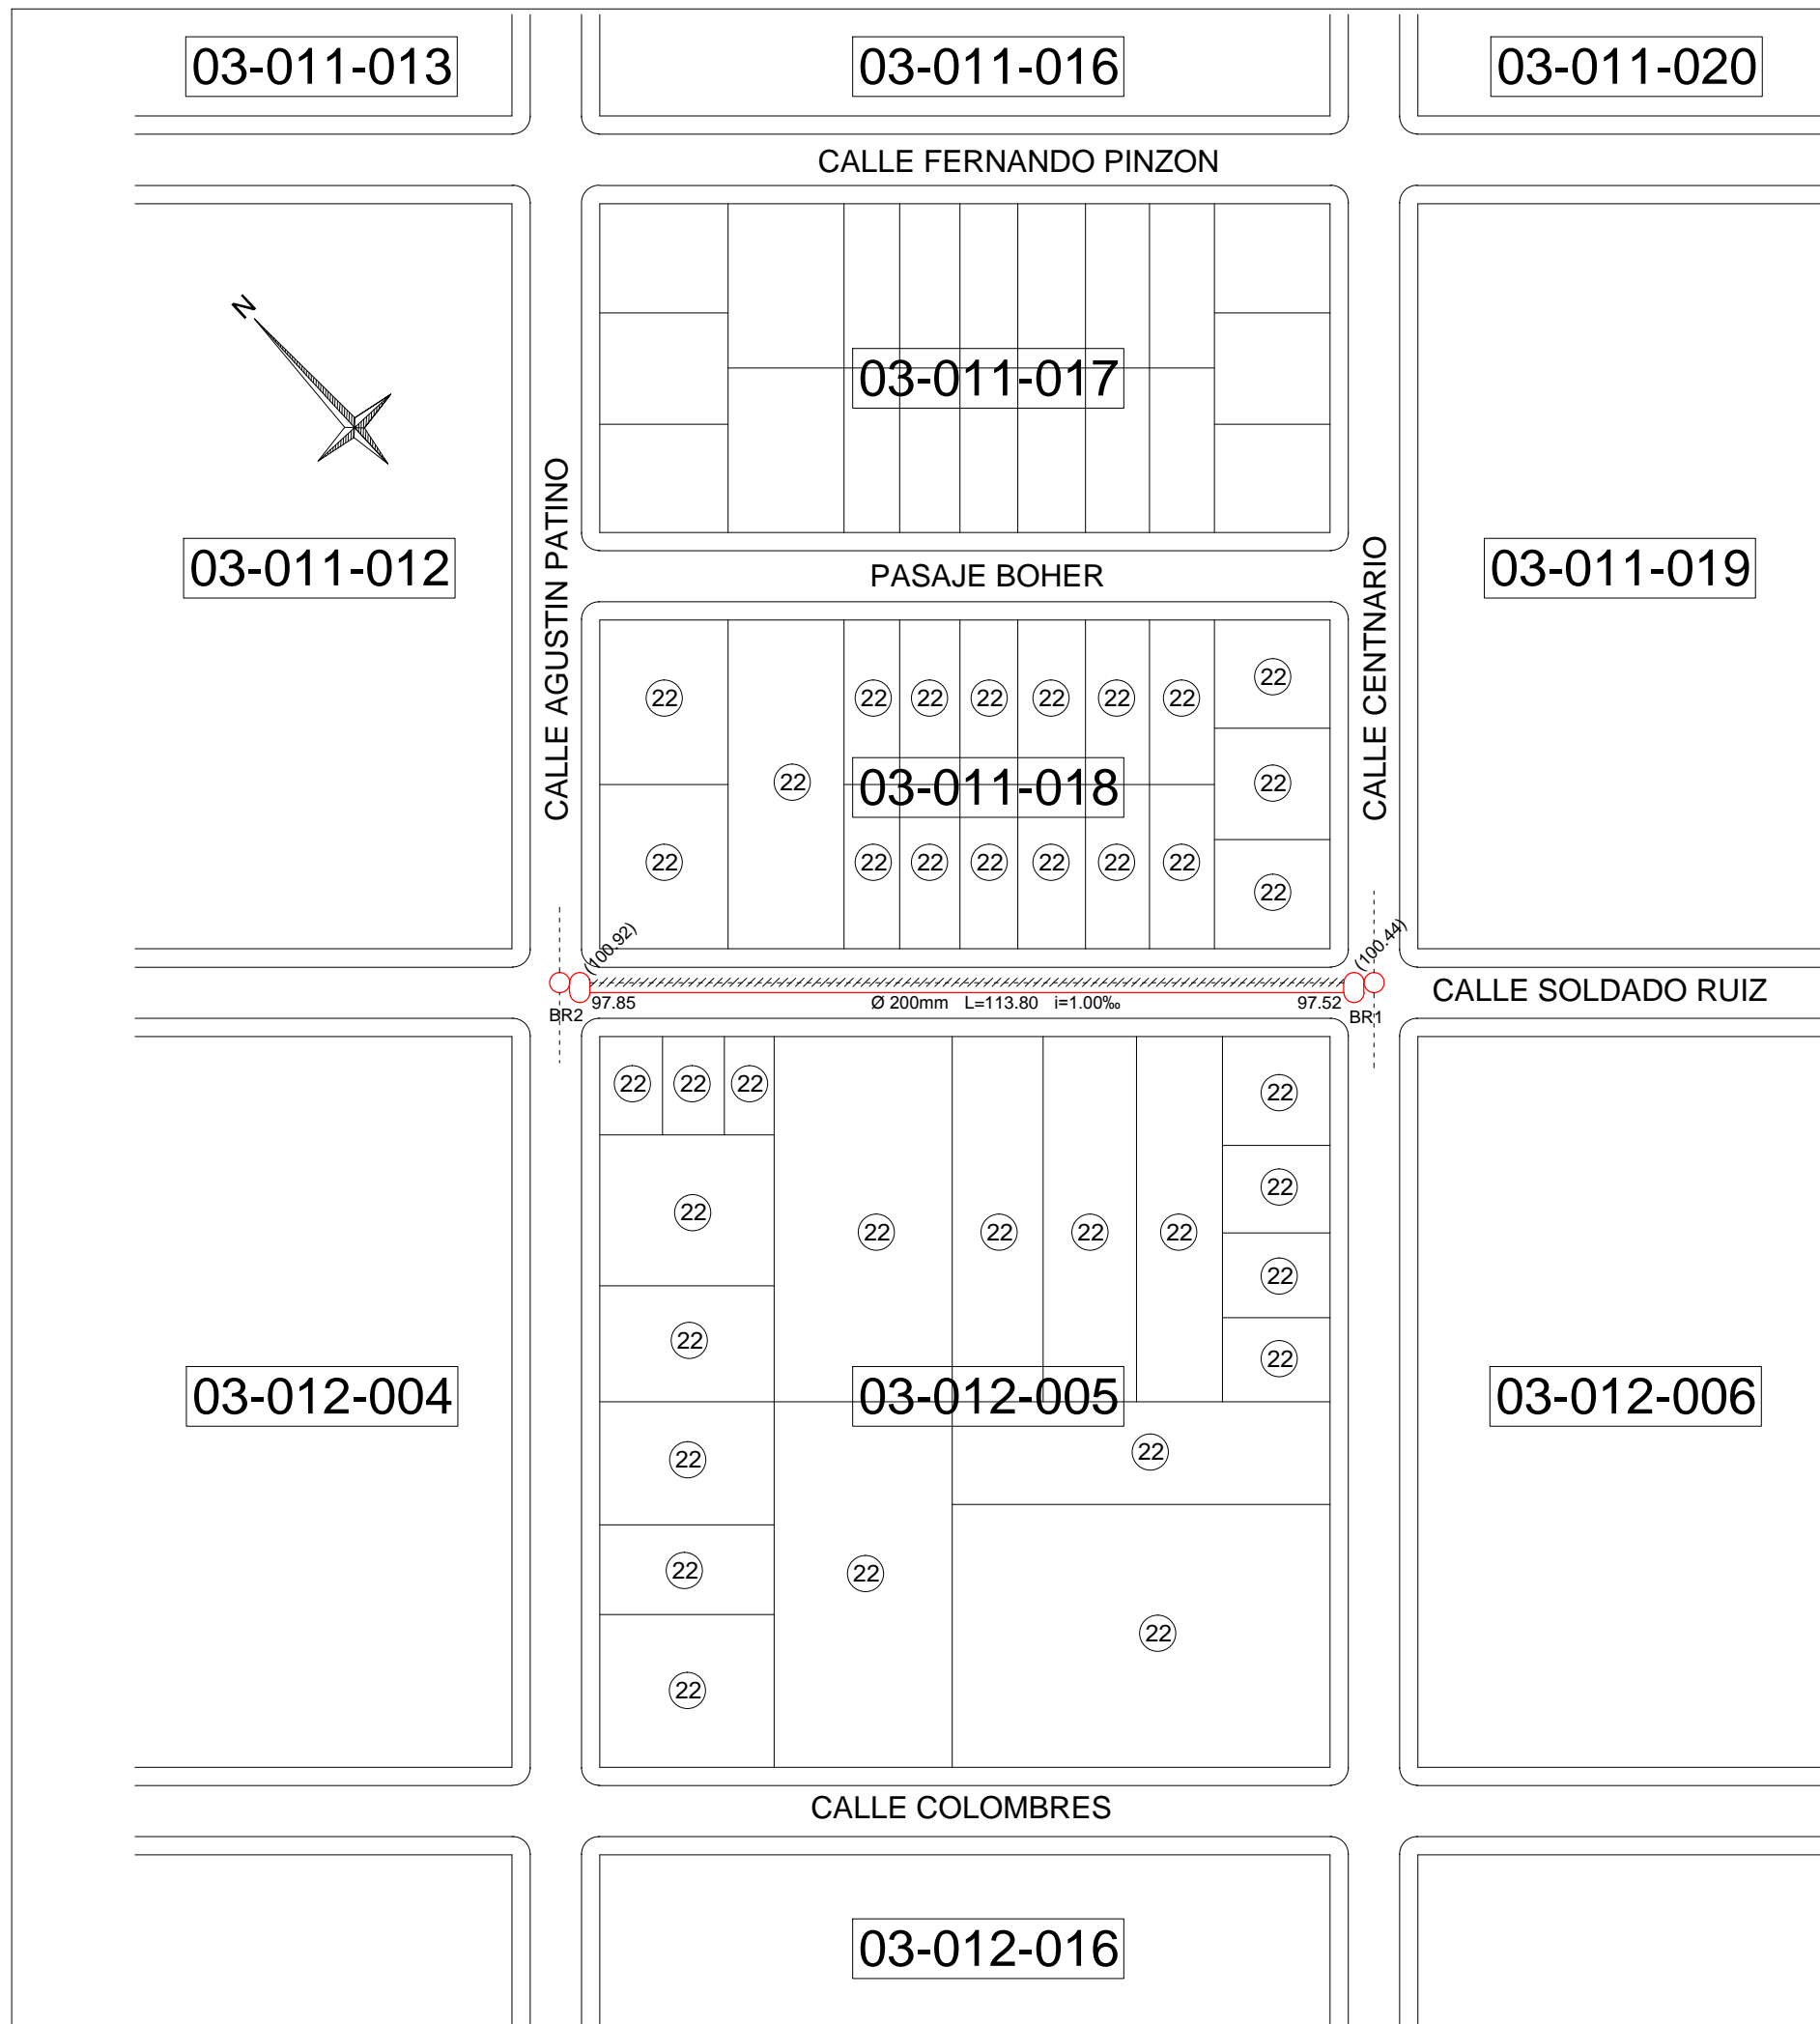 03-011-013
03-011-016
03-011-020
CALLE FERNANDO PINZON
N
03-011-017
03-011-012
CALLE AGUSTIN PATINO
PASAJE BOHER
CALLE CENTNARIO
03-011-019
22
22
22 22 22 22 22 22
22
22
03-011-018
22
22
22 22 22 22 22 22
22
(100.92)
(100.44)
BR2
97.85
Ø 200mm L=113.80 i=1.00‰
97.52
BR1
CALLE SOLDADO RUIZ
22 22 22
22
22
22
22 22 22 22
22
22
22
03-012-004
03-012-005
03-012-006
22
22
22
22
22
22
22
CALLE COLOMBRES
03-012-016